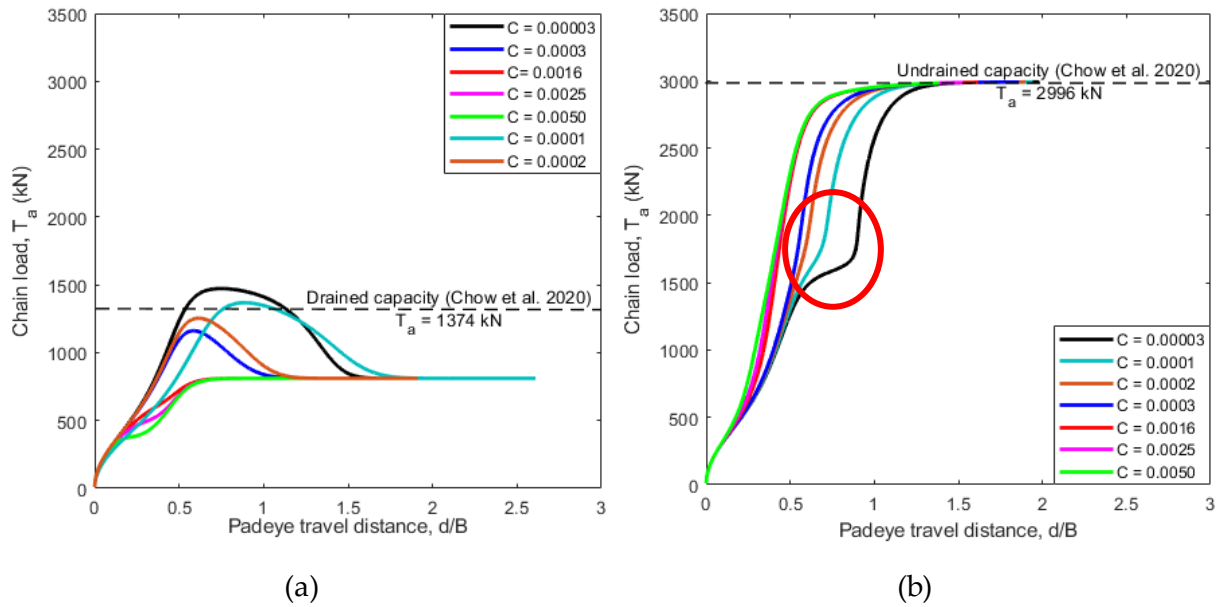 3500
3000
2500
2000
1500
1000
500
0
Chain load, T_a (kN)
C = 0.00003
C = 0.0003
C= 0.0016
C = 0.0025
C = 0.0050
C = 0.0001
C = 0.0002
Drained capacity (Chow et al. 2020)
T_a = 1374 kN
0 0.5 1 1.5 2 2.5 3
Padeye travel distance, d/B
(a)
3500
3000
2500
2000
1500
1000
500
0
Chain load, T_a (kN)
Undrained capacity (Chow et al. 2020)
T_a = 2996 kN
C = 0.00003
C = 0.0001
C = 0.0002
C = 0.0003
C = 0.0016
C = 0.0025
C = 0.0050
0 0.5 1 1.5 2 2.5 3
Padeye travel distance, d/B
(b)